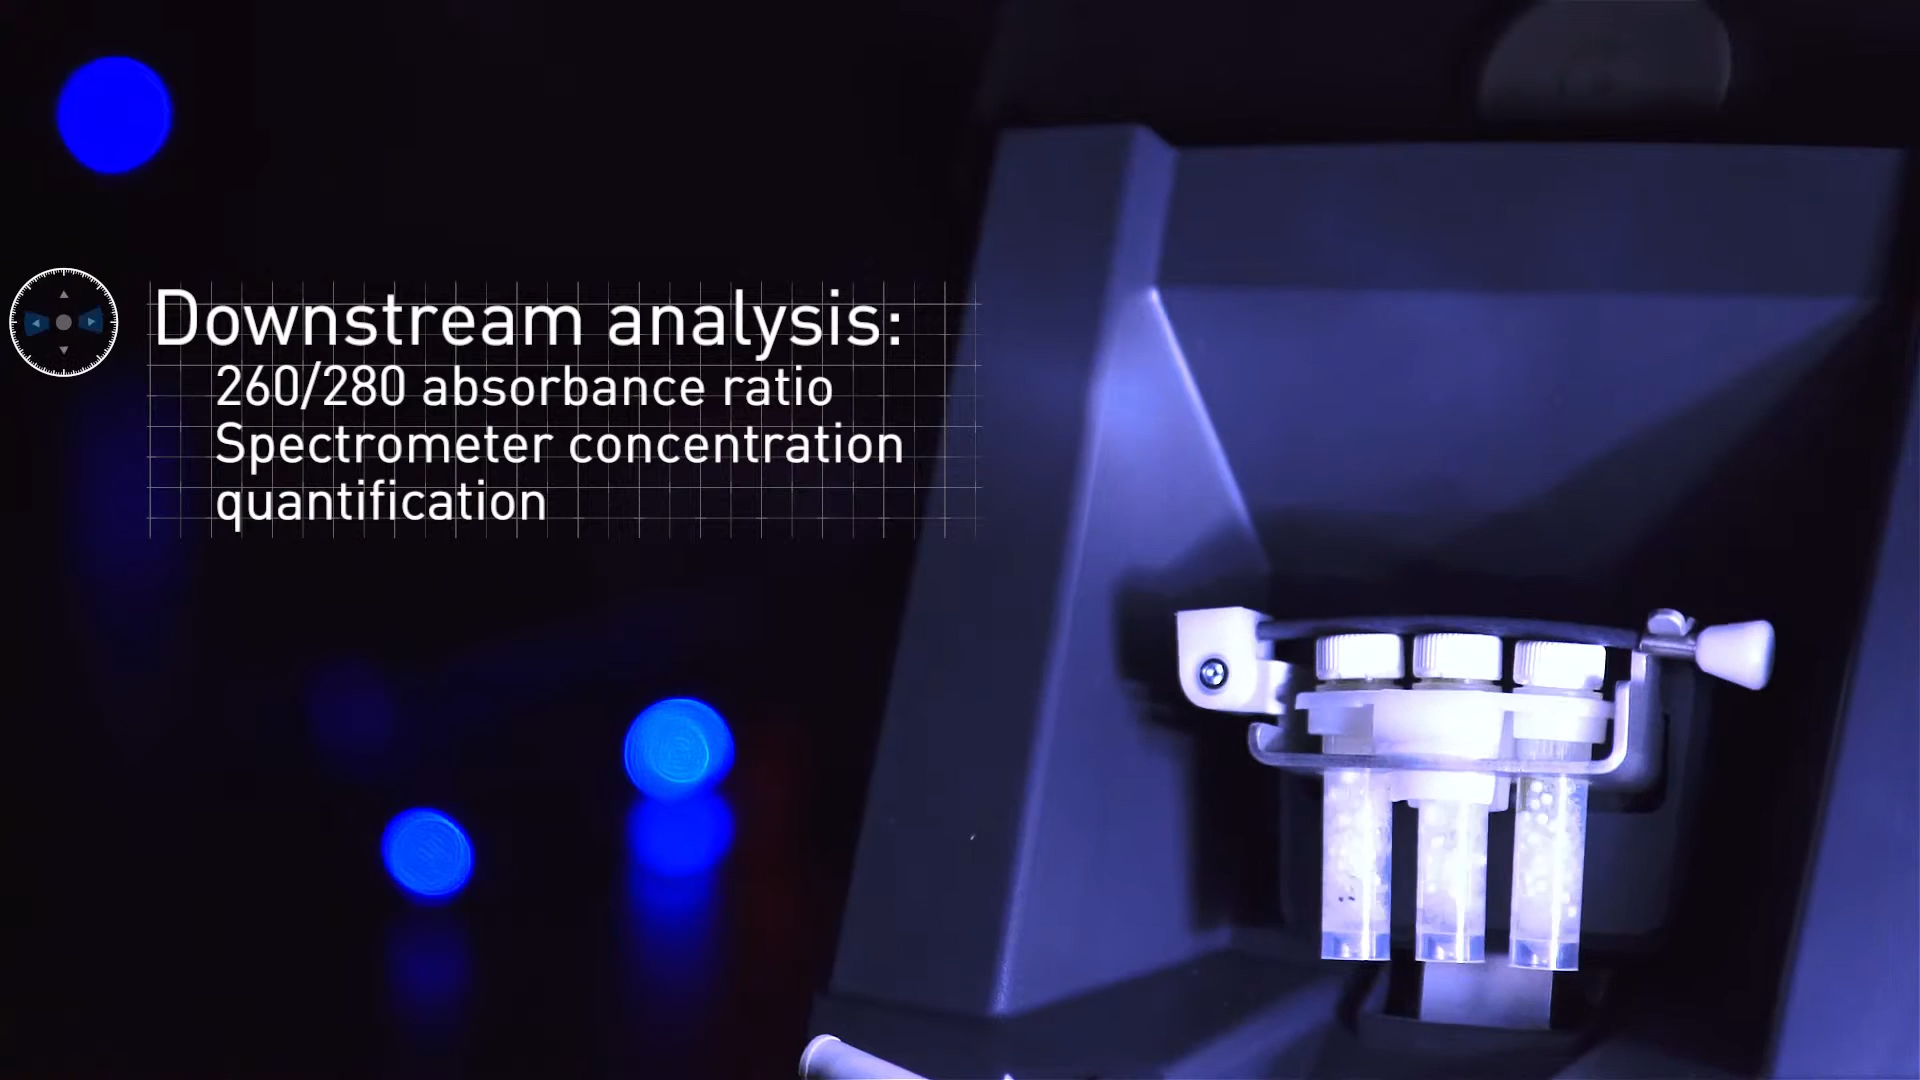 Downstream analysis:
260/280 absorbance ratio
Spectrometer concentration
quantification